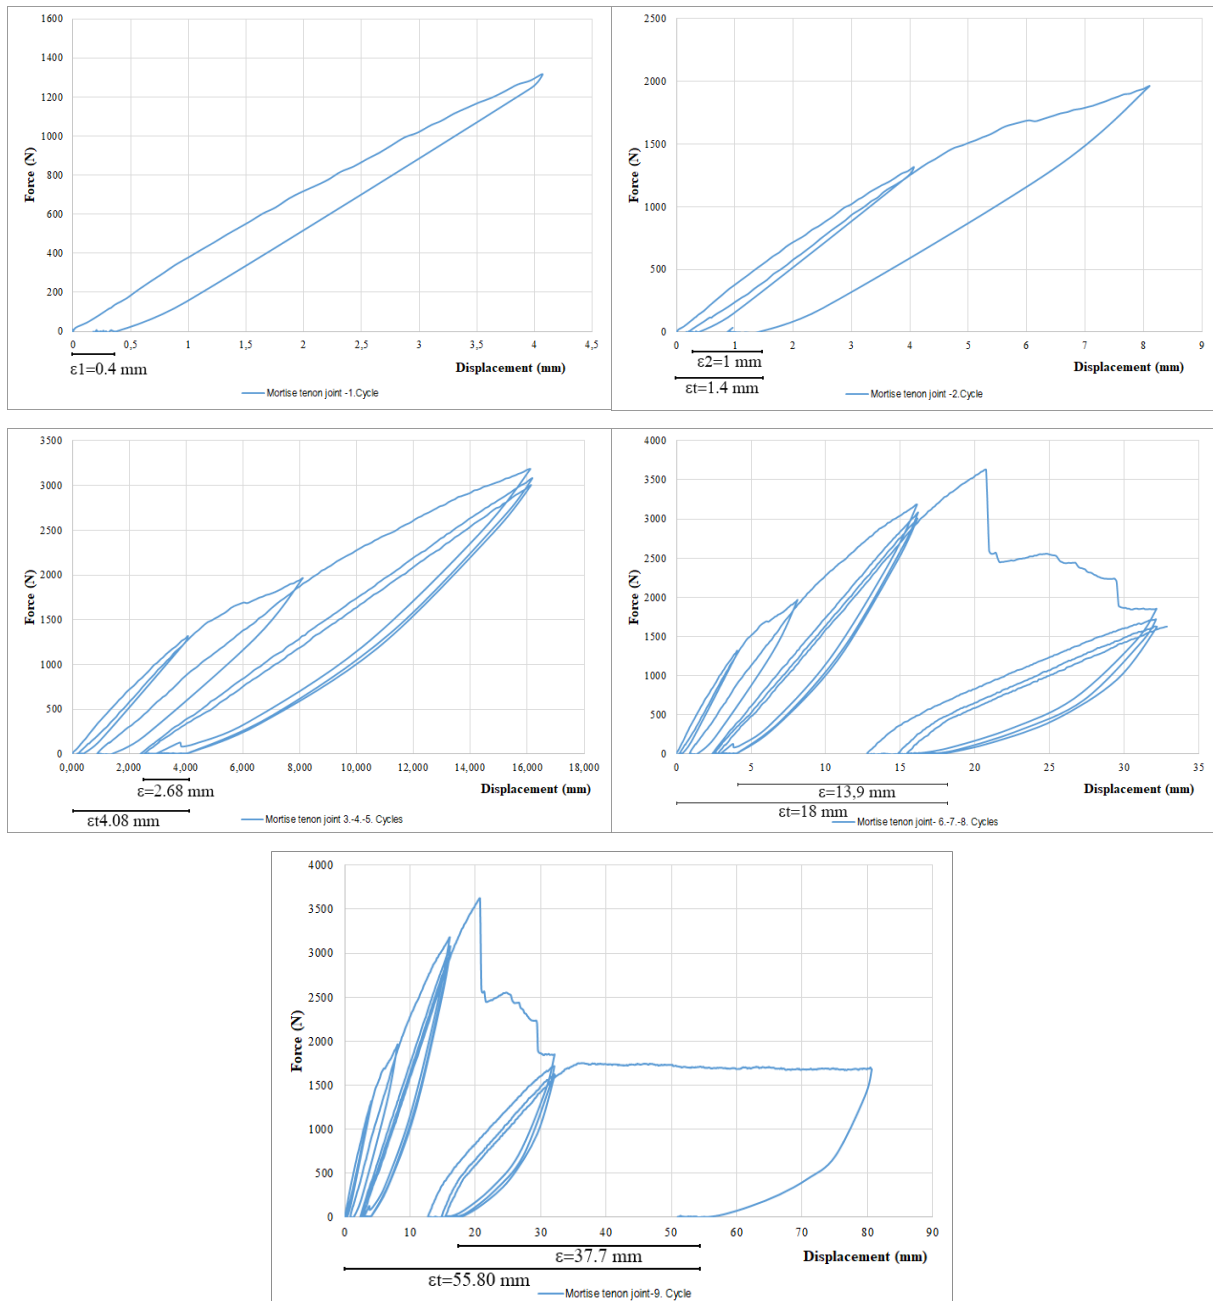 1600
1400
1200
1000
800
600
400
200
0
Force (N)
0 0,5 1 1,5 2 2,5 3 3,5 4 4,5
ε1=0.4 mm
Displacement (mm)
Mortise tenon joint -1.Cycle
2500
2000
1500
1000
500
0
Force (N)
0 1 2 3 4 5 6 7 8 9
ε2=1 mm
Displacement (mm)
εt=1.4 mm
Mortise tenon joint -2.Cycle
3500
3000
2500
2000
1500
1000
500
0
Force (N)
0,000 2,000 4,000 6,000 8,000 10,000 12,000 14,000 16,000 18,000
ε=2.68 mm
Displacement (mm)
εt4.08 mm
Mortise tenon joint 3.-4.-5. Cycles
4000
3500
3000
2500
2000
1500
1000
500
0
Force (N)
0 5 10 15 20 25 30 35
ε=13,9 mm
Displacement (mm)
εt=18 mm
Mortise tenon joint- 6.-7.-8. Cycles
4000
3500
3000
2500
2000
1500
1000
500
0
Force (N)
0 10 20 30 40 50 60 70 80 90
ε=37.7 mm
Displacement (mm)
εt=55.80 mm
Mortise tenon joint-9. Cycle